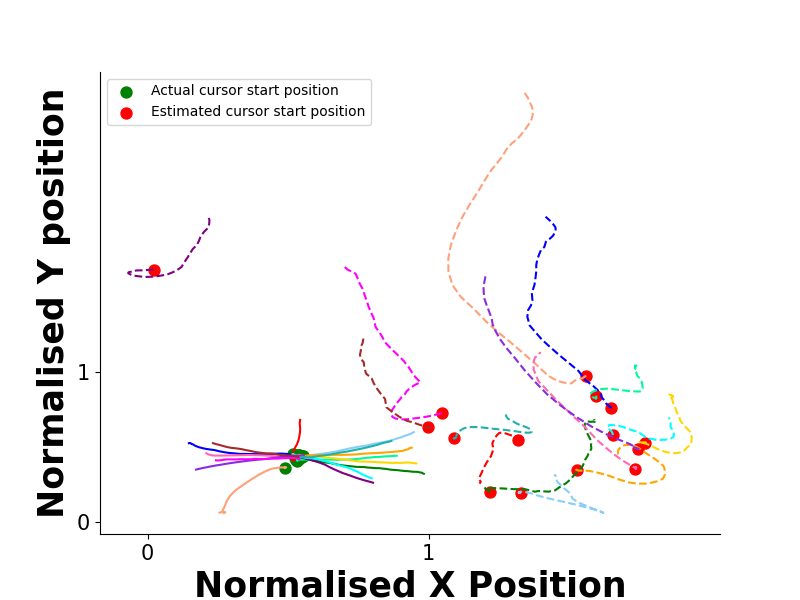 Actual cursor start position
Estimated cursor start position
Normalised Y position
1
0
0
1
Normalised X Position